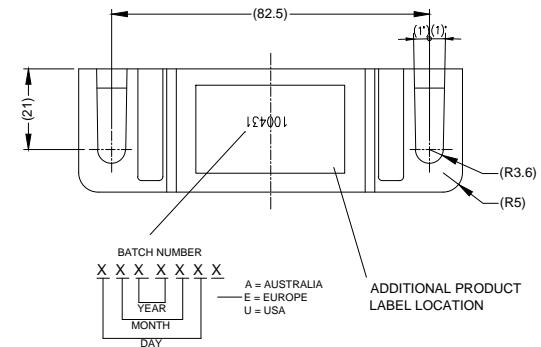 (82.5)
(1°)
(1)°
(21)
100431
(R3.6)
(R5)
BATCH NUMBER
X X X X X X X
YEAR
MONTH
DAY
A = AUSTRALIA
E = EUROPE
U = USA
ADDITIONAL PRODUCT
LABEL LOCATION